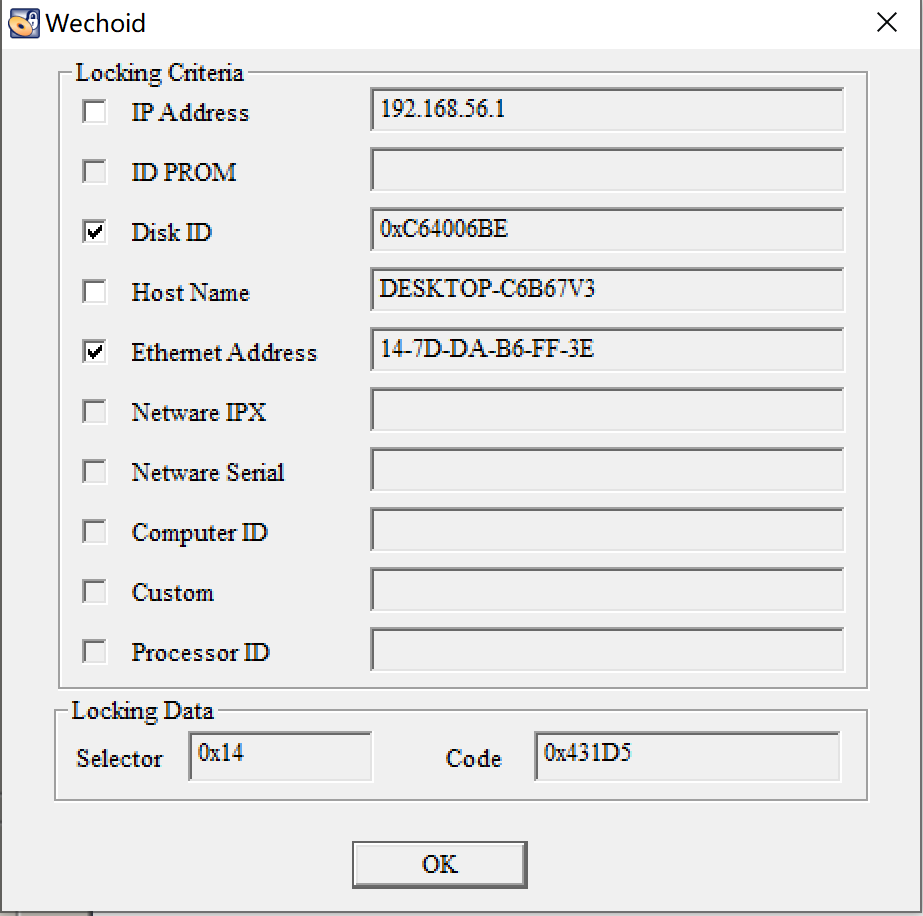 Wechoid
Locking Criteria
IP Address 192.168.56.1
ID PROM
Disk ID 0xC64006BE
Host Name DESKTOP-C6B67V3
Ethernet Address 14-7D-DA-B6-FF-3E
Netware IPX
Netware Serial
Computer ID
Custom
Processor ID
Locking Data
Selector 0x14 Code 0x431D5
OK